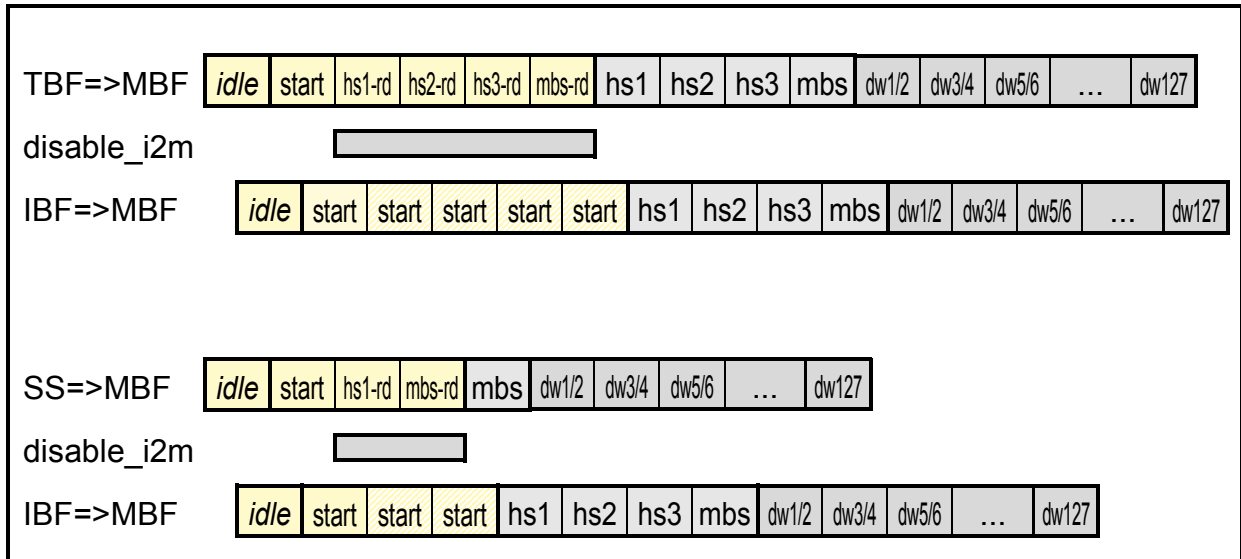 TBF=>MBF idle start hs1-rd hs2-rd hs3-rd mbs-rd hs1 hs2 hs3 mbs dw1/2 dw3/4 dw5/6 … dw127
disable_i2m
IBF=>MBF idle start start start start start hs1 hs2 hs3 mbs dw1/2 dw3/4 dw5/6 … dw127
SS=>MBF idle start hs1-rd mbs-rd mbs dw1/2 dw3/4 dw5/6 … dw127
disable_i2m
IBF=>MBF idle start start start hs1 hs2 hs3 mbs dw1/2 dw3/4 dw5/6 … dw127